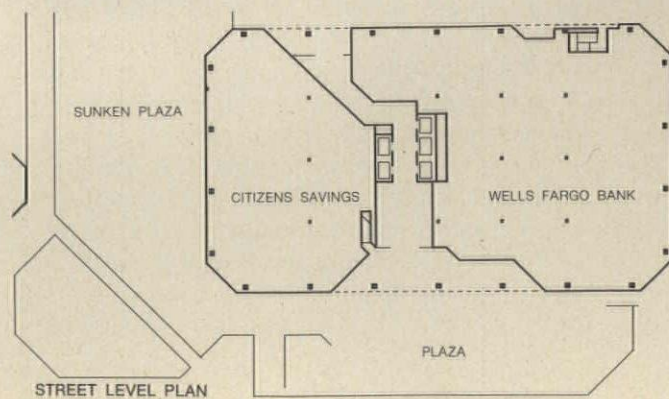 SUNKEN PLAZA
CITIZENS SAVINGS
WELLS FARGO BANK
PLAZA
STREET LEVEL PLAN